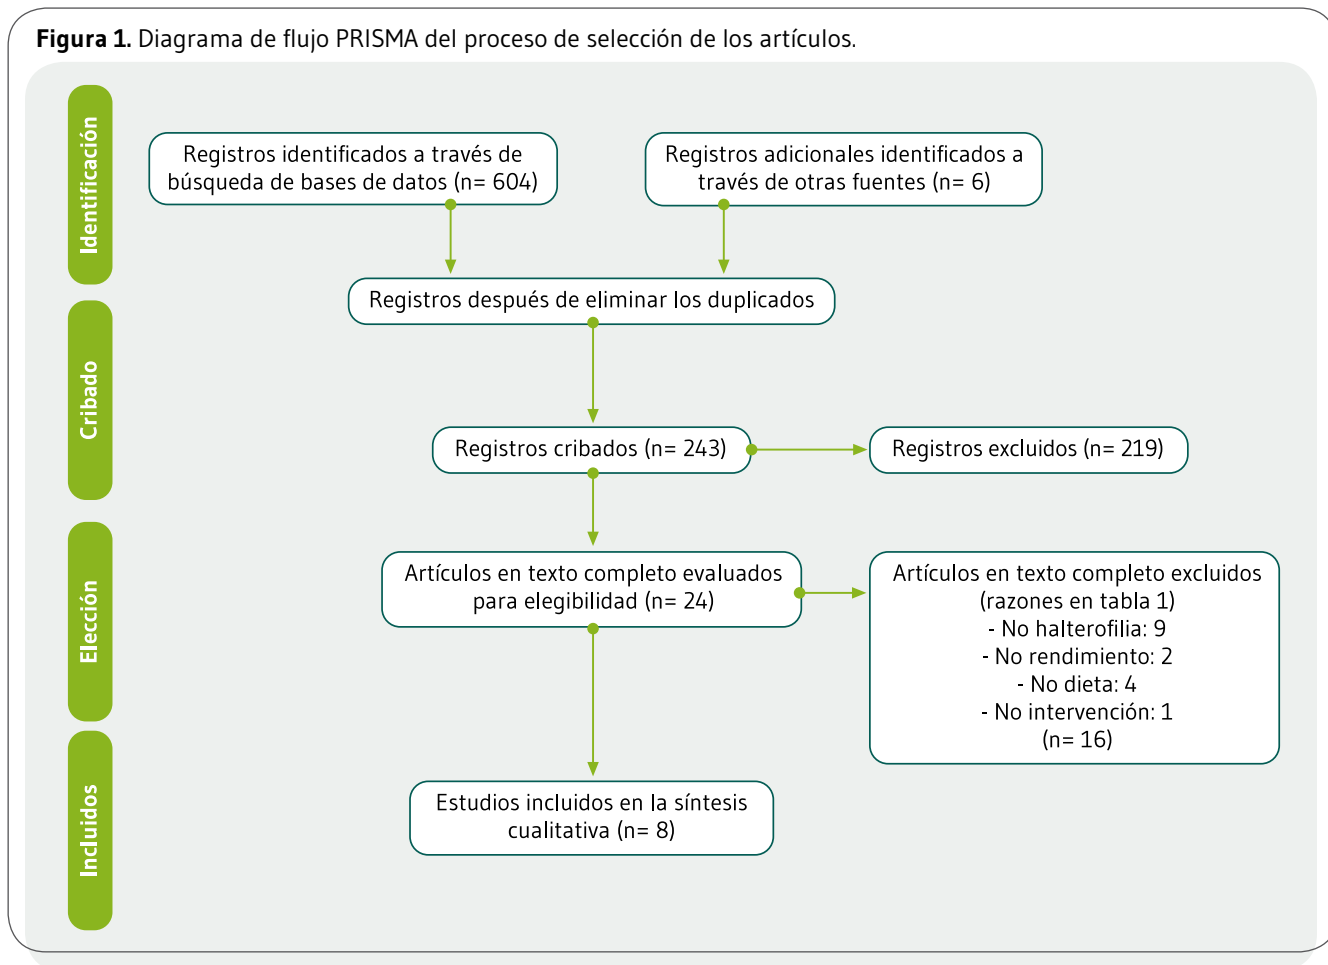 Figura 1. Diagrama de flujo PRISMA del proceso de selección de los artículos.
Identificación
Registros identificados a través de
búsqueda de bases de datos (n= 604)
Registros adicionales identificados a
través de otras fuentes (n= 6)
Registros después de eliminar los duplicados
Cribado
Registros cribados (n= 243)
Registros excluidos (n= 219)
Elección
Artículos en texto completo evaluados
para elegibilidad (n= 24)
Artículos en texto completo excluidos
(razones en tabla 1)
- No halterofilia: 9
- No rendimiento: 2
- No dieta: 4
- No intervención: 1
(n= 16)
Incluidos
Estudios incluidos en la síntesis
cualitativa (n= 8)